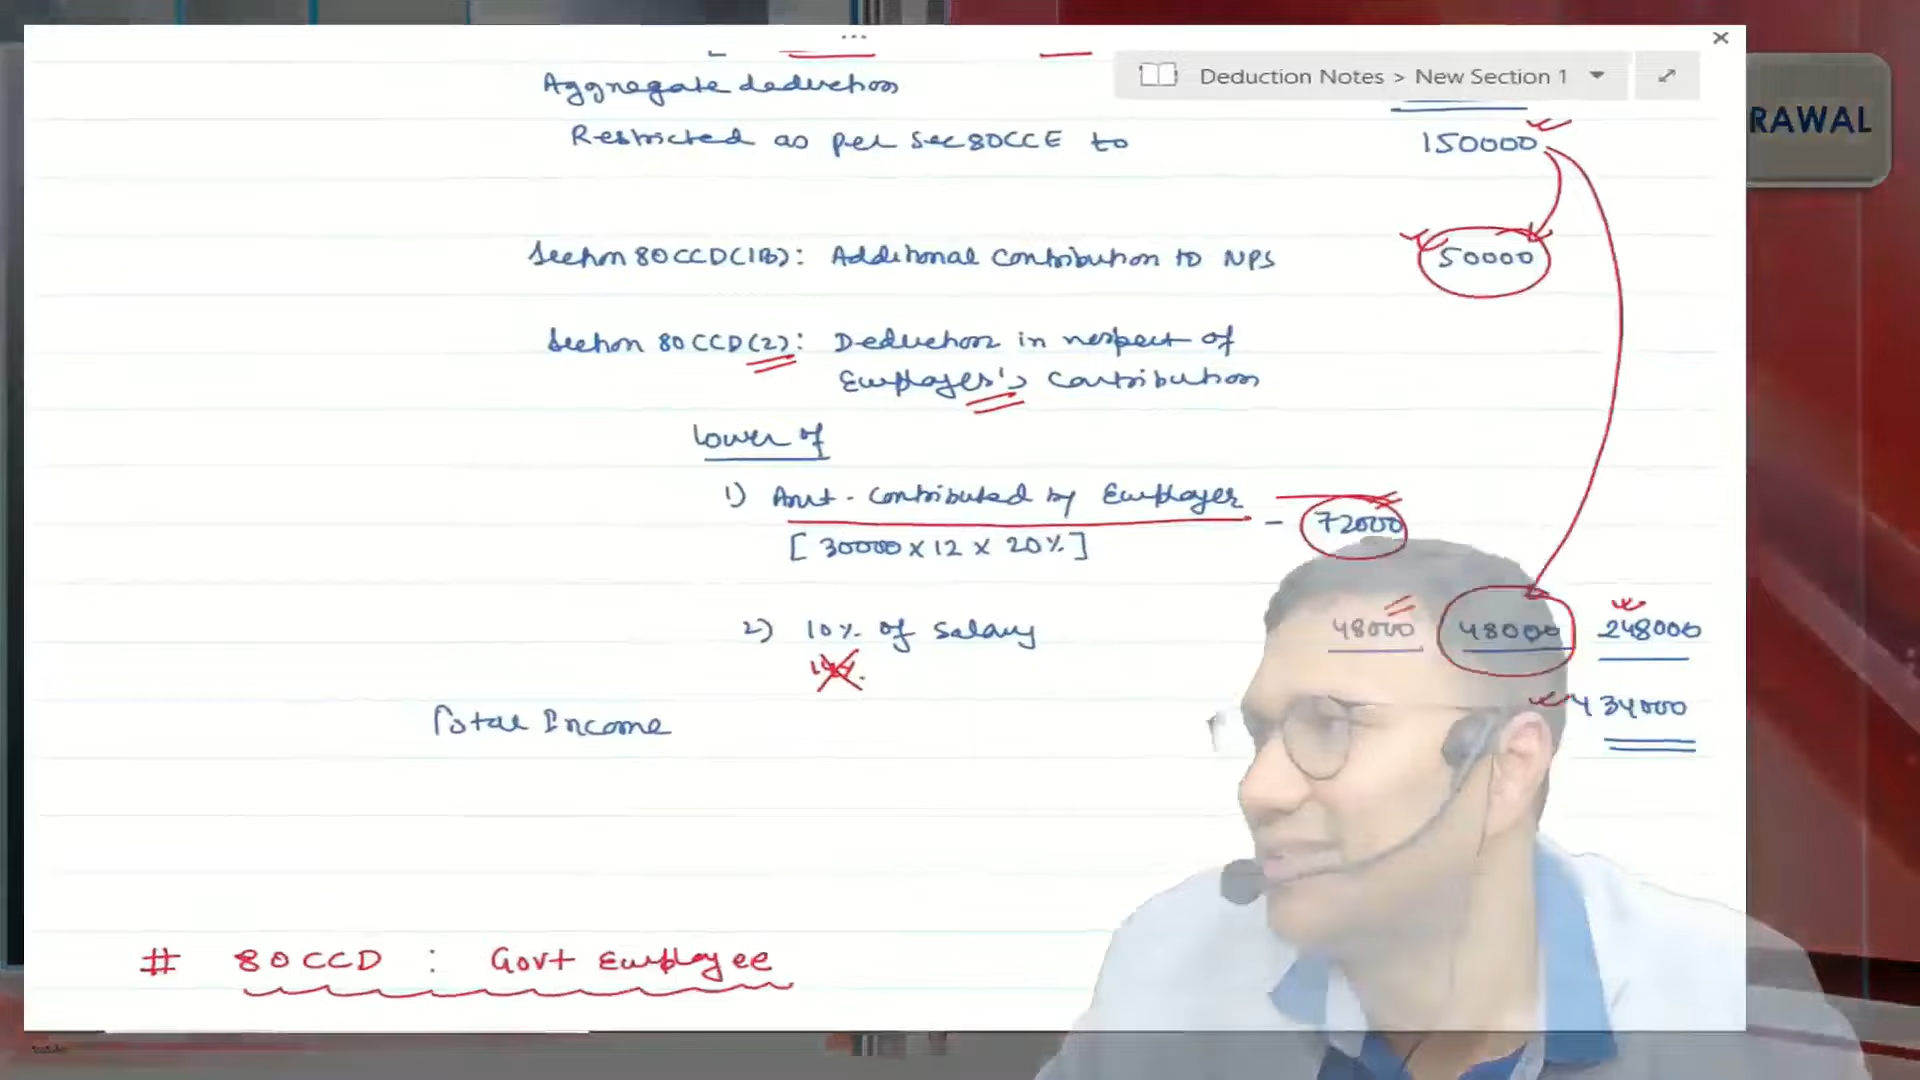 Deduction Notes > New Section 1
RAWAL
Aggregate deduction
Restricted as per Sec 80CCE to 150000
Section 80CCD(1B): Additional contribution to NPS 50000
Section 80CCD(2): Deduction in respect of
Employer's contribution
Lower of
1) Amt. contributed by Employer - 72000
[ 30000 x 12 x 20% ]
2) 10% of salary 48000 48000 248000
Total Income 434000
# 80CCD : Govt Employee